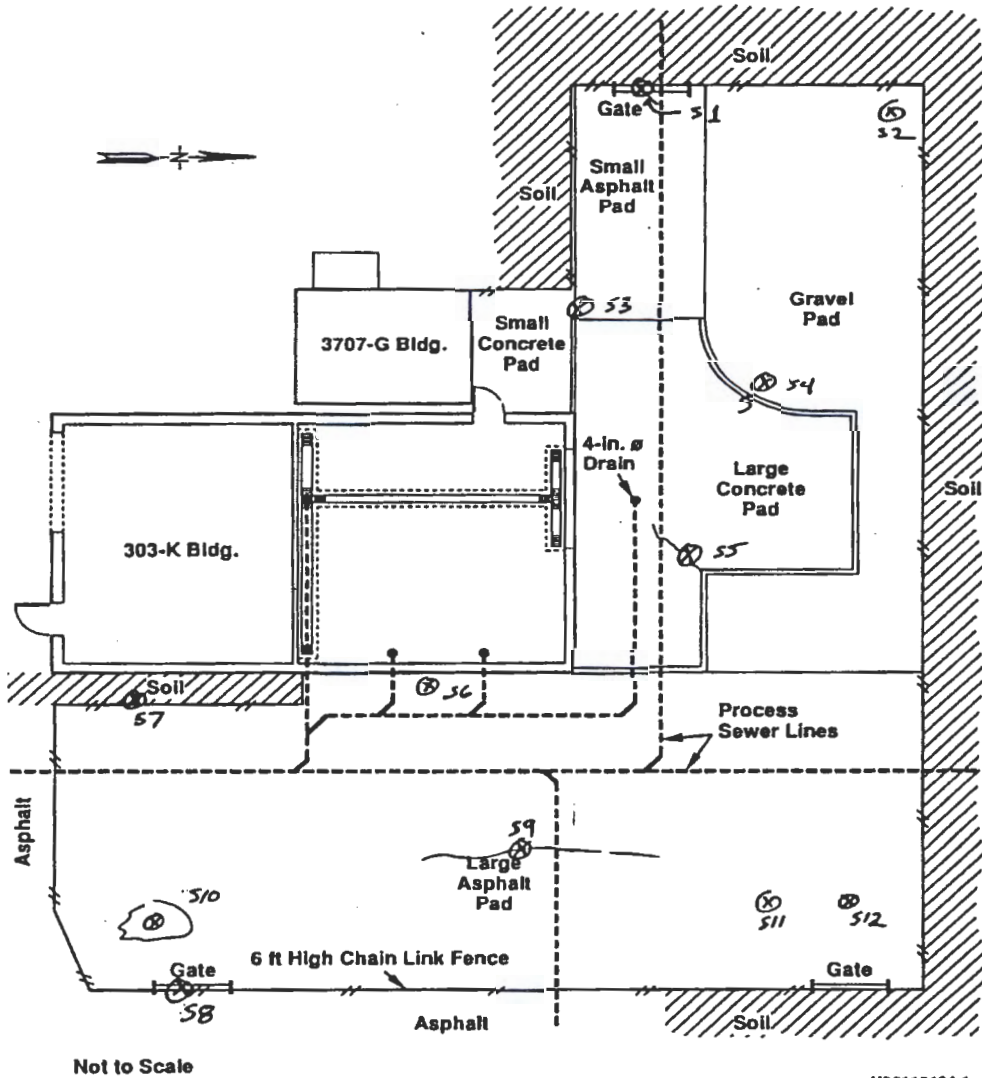 Soil
Gate
S1
S2
Small
Asphalt
Pad
Soil
N
S3
Gravel
Pad
3707-G Bldg.
Small
Concrete
Pad
S4
4-in. ø
Drain
Large
Concrete
Pad
Soil
303-K Bldg.
S5
Soil
S6
S7
Process
Sewer Lines
Asphalt
S9
Large
Asphalt
Pad
S10
S11
S12
6 ft High Chain Link Fence
Gate
Gate
S8
Asphalt
Soil
Not to Scale